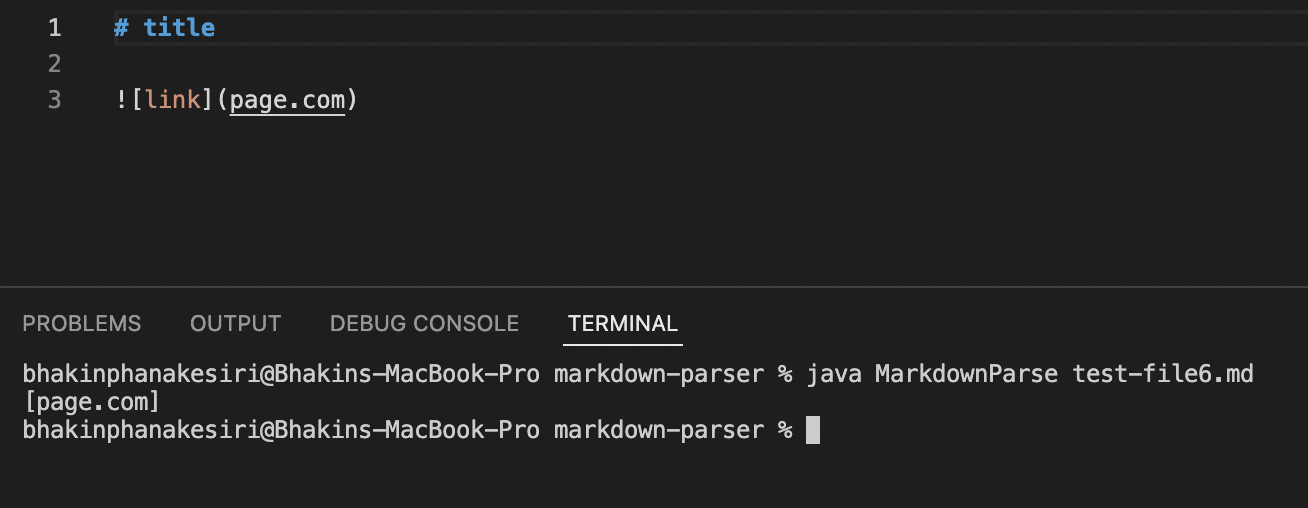 1 # title
2
3 ![link](page.com)
PROBLEMS OUTPUT DEBUG CONSOLE TERMINAL
bhakinphanakesiri@Bhakins-MacBook-Pro markdown-parser % java MarkdownParse test-file6.md
[page.com]
bhakinphanakesiri@Bhakins-MacBook-Pro markdown-parser %